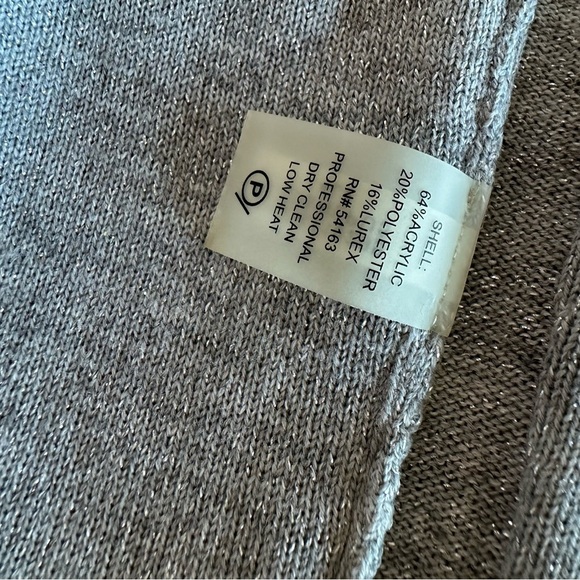 SHELL:
64%ACRYLIC
20%POLYESTER
16%LUREX
RN# 54163
PROFESSIONAL
DRY CLEAN
LOW HEAT
P